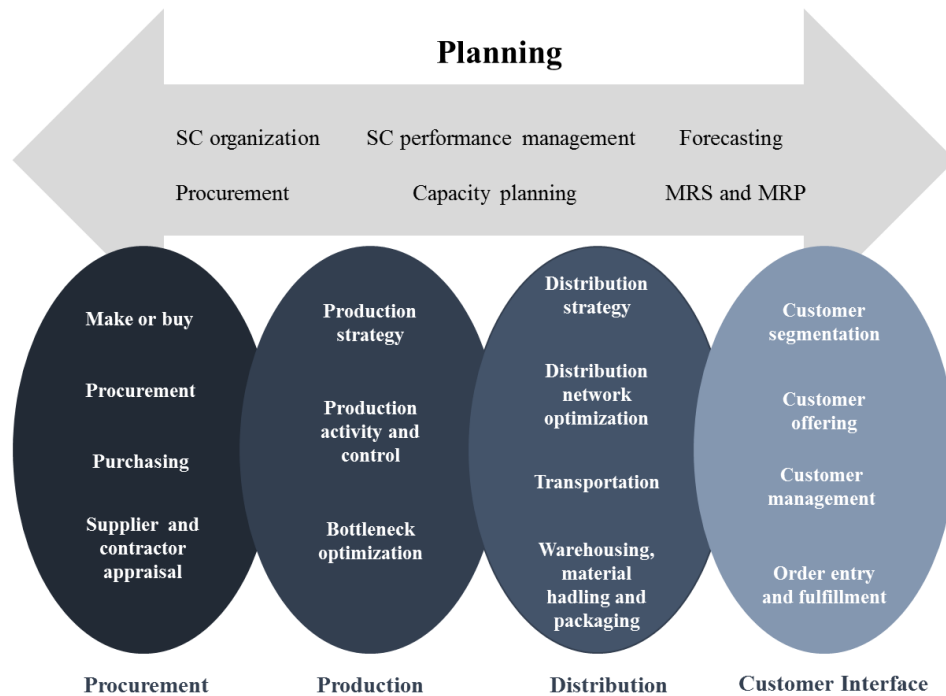 Planning
SC organization
SC performance management
Forecasting
Procurement
Capacity planning
MRS and MRP
Make or buy
Procurement
Purchasing
Supplier and
contractor
appraisal
Production
strategy
Production
activity and
control
Bottleneck
optimization
Distribution
strategy
Distribution
network
optimization
Transportation
Warehousing,
material
hadling and
packaging
Customer
segmentation
Customer
offering
Customer
management
Order entry
and fulfillment
Procurement
Production
Distribution
Customer Interface